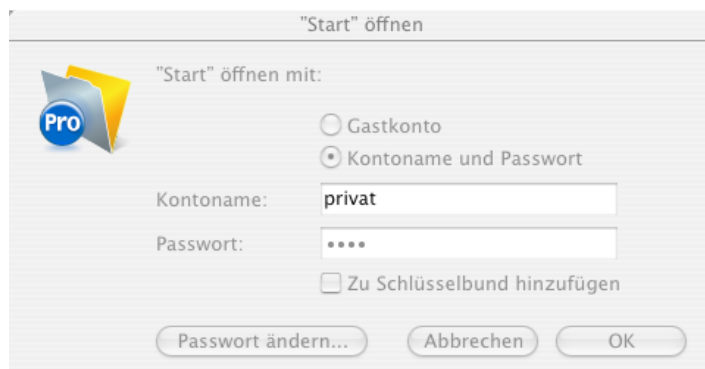 "Start" öffnen
"Start" öffnen mit:
Pro
Gastkonto
Kontoname und Passwort
Kontoname: privat
Passwort: ••••
Zu Schlüsselbund hinzufügen
Passwort ändern... Abbrechen OK